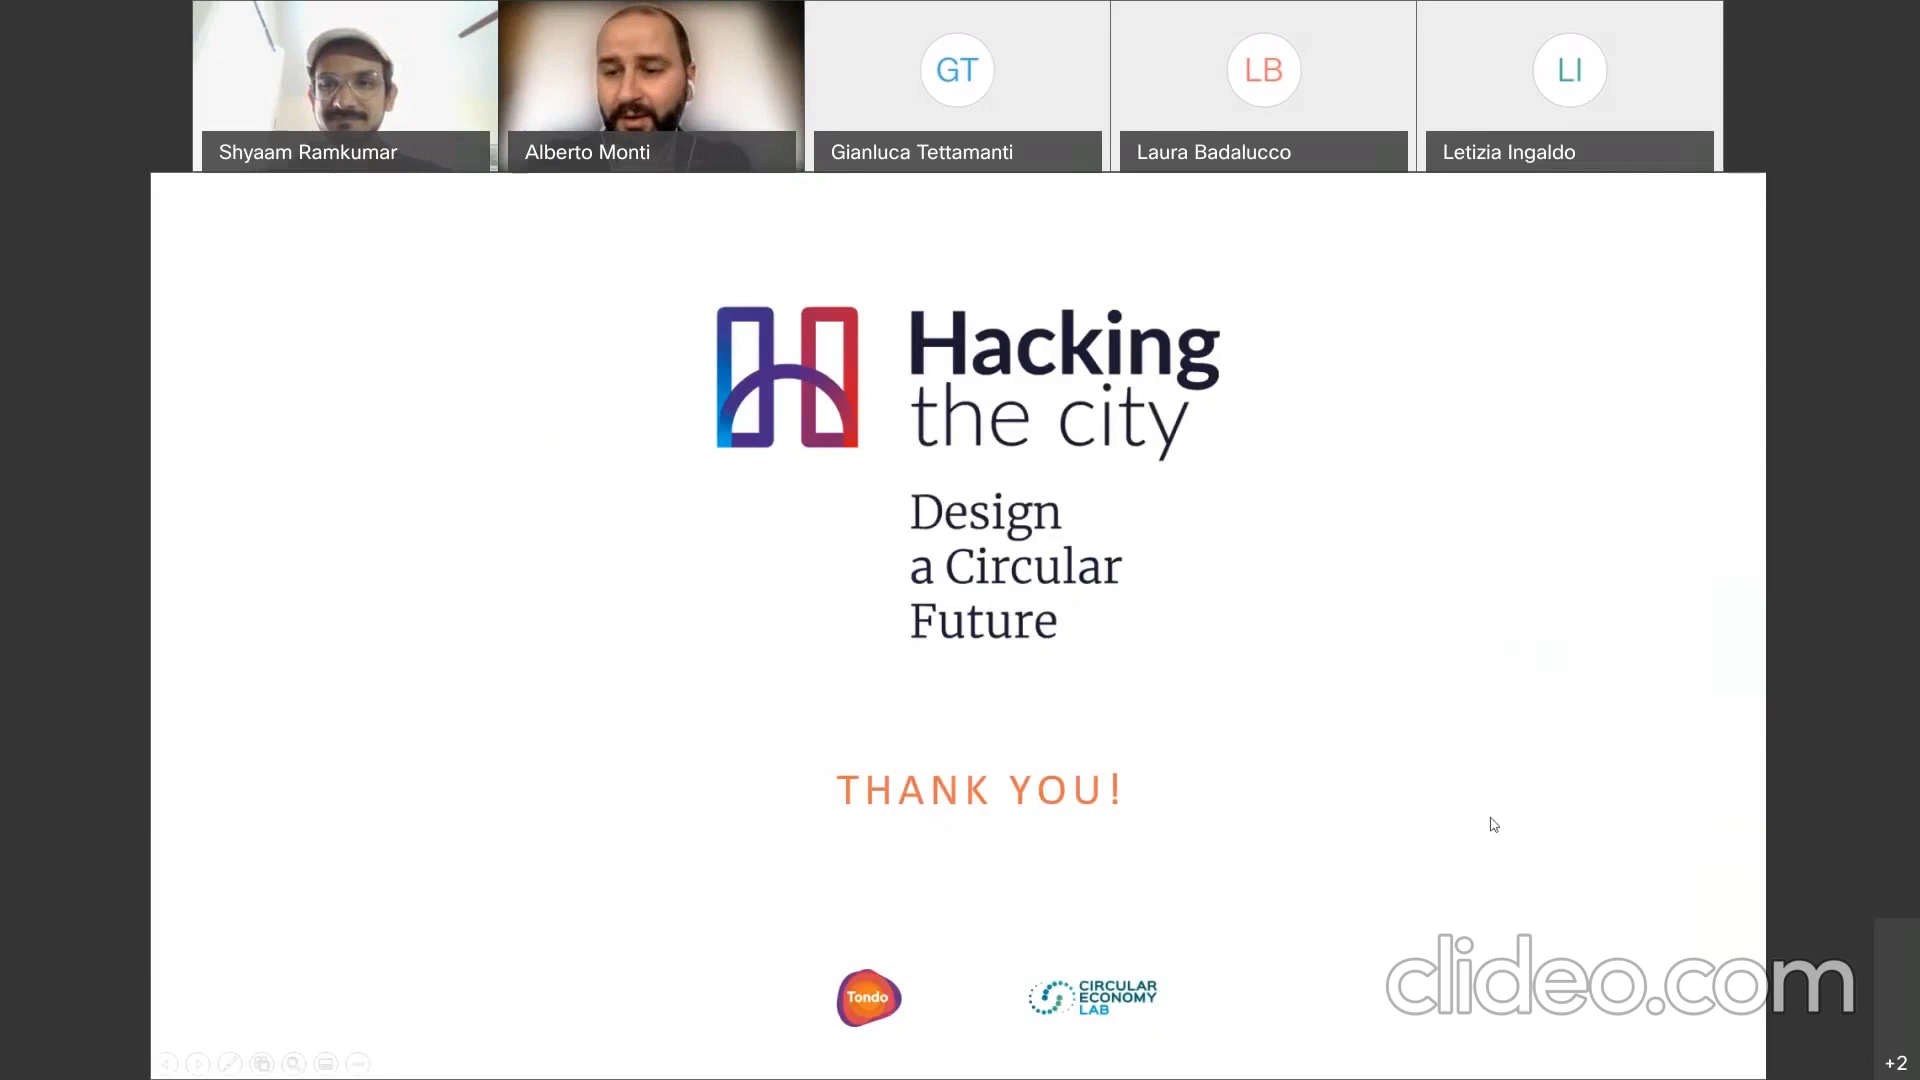 GT
LB
LI
Shyaam Ramkumar
Alberto Monti
Gianluca Tettamanti
Laura Badalucco
Letizia Ingaldo
Hacking
the city
Design
a Circular
Future
THANK YOU!
Tondo
CIRCULAR
ECONOMY
LAB
clideo.com
+2